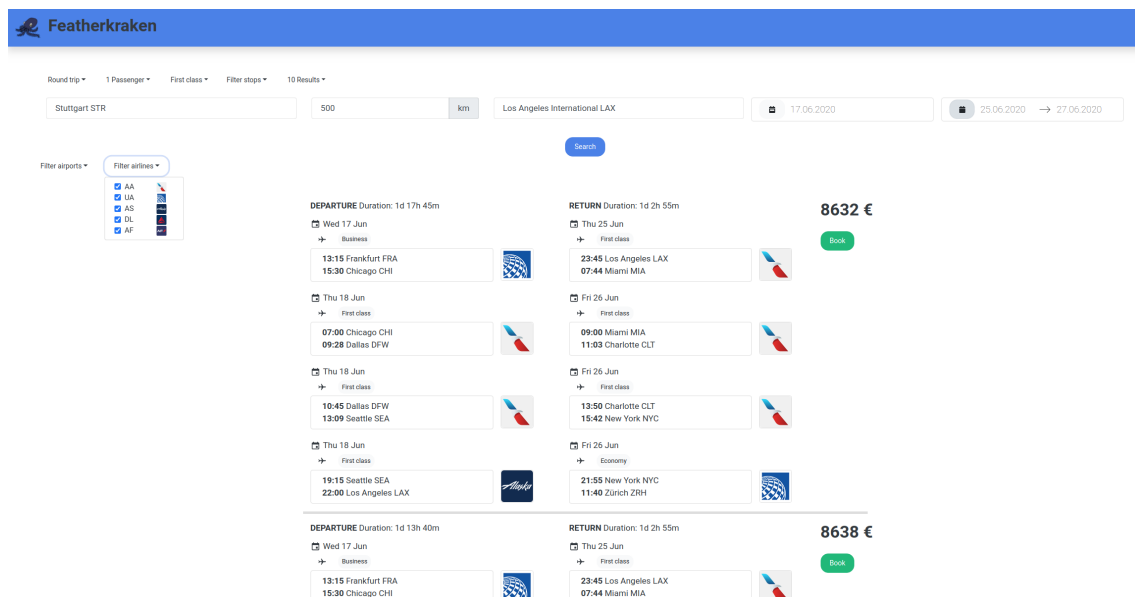 Featherkraken
Round trip 1 Passenger First class Filter stops 10 Results
Stuttgart STR 500 km Los Angeles International LAX 17.06.2020 25.06.2020 → 27.06.2020
Search
Filter airports Filter airlines
AA
UA
AS
DL
AF
DEPARTURE Duration: 1d 17h 45m
Wed 17 Jun
Business
13:15 Frankfurt FRA
15:30 Chicago CHI
Thu 18 Jun
First class
07:00 Chicago CHI
09:28 Dallas DFW
Thu 18 Jun
First class
10:45 Dallas DFW
13:09 Seattle SEA
Thu 18 Jun
First class
19:15 Seattle SEA
22:00 Los Angeles LAX
Alaska
RETURN Duration: 1d 2h 55m
Thu 25 Jun
First class
23:45 Los Angeles LAX
07:44 Miami MIA
Fri 26 Jun
First class
09:00 Miami MIA
11:03 Charlotte CLT
Fri 26 Jun
First class
13:50 Charlotte CLT
15:42 New York NYC
Fri 26 Jun
Economy
21:55 New York NYC
11:40 Zürich ZRH
8632 €
Book
DEPARTURE Duration: 1d 13h 40m
Wed 17 Jun
Business
13:15 Frankfurt FRA
15:30 Chicago CHI
RETURN Duration: 1d 2h 55m
Thu 25 Jun
First class
23:45 Los Angeles LAX
07:44 Miami MIA
8638 €
Book